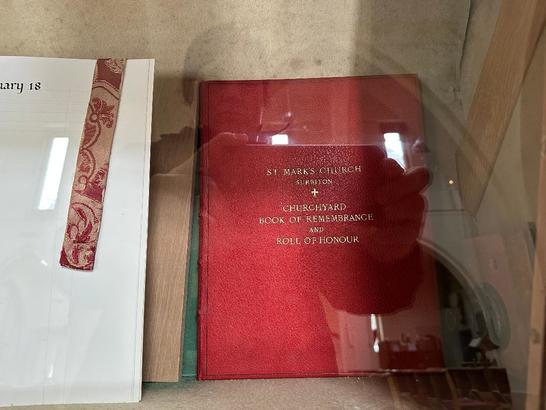 ary 18
ST. MARK'S CHURCH
SURBITON
CHURCHYARD
BOOK OF REMEMBRANCE
AND
ROLL OF HONOUR